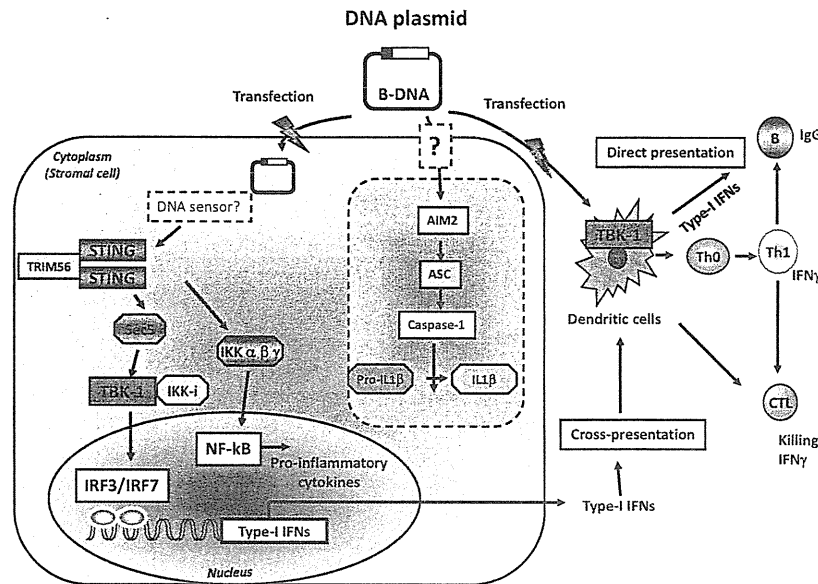 DNA plasmid
B-DNA
Transfection
Transfection
Cytoplasm
(Stromal cell)
?
DNA sensor?
STING
TRIM56
STING
Sec5
IKK α β γ
TBK-1
IKK-i
AIM2
ASC
Caspase-1
Pro-IL1β
IL1β
NF-kB
Pro-inflammatory
cytokines
IRF3/IRF7
Type-I IFNs
Nucleus
Direct presentation
B
IgG
Type-I IFNs
TBK-1
Th0
Th1
IFNγ
Dendritic cells
CTL
Killing
IFNγ
Cross-presentation
Type-I IFNs